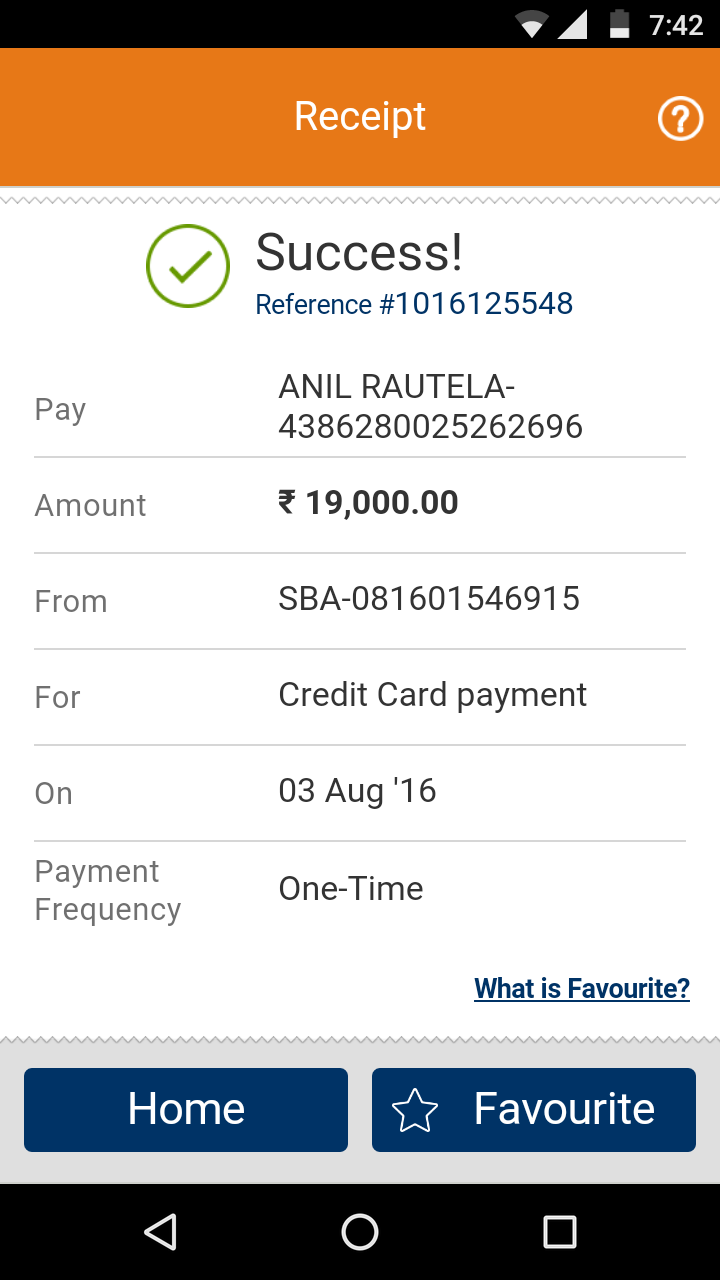 7:42
Receipt
?
Success!
Reference #1016125548
Pay
ANIL RAUTELA-
4386280025262696
Amount
₹ 19,000.00
From
SBA-081601546915
For
Credit Card payment
On
03 Aug '16
Payment
Frequency
One-Time
What is Favourite?
Home
Favourite